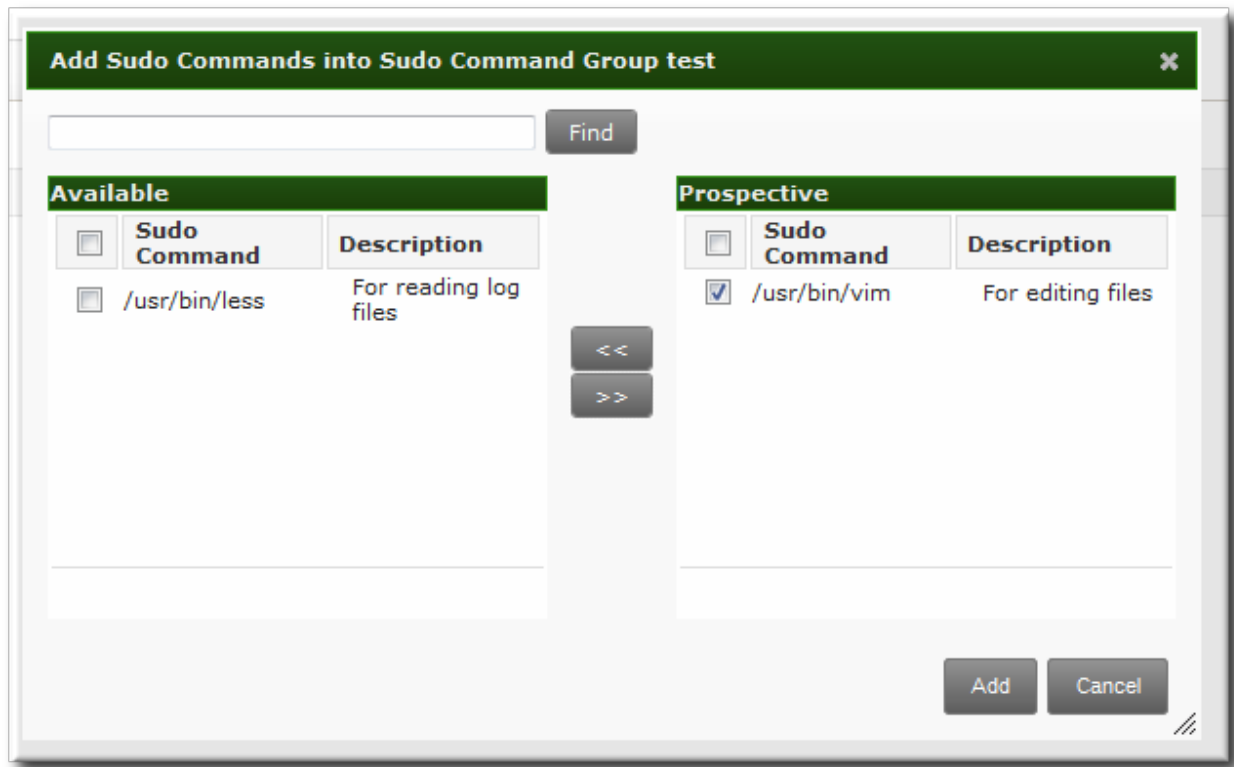 Add Sudo Commands into Sudo Command Group test
Find
Available
Sudo
Command
Description
/usr/bin/less
For reading log
files
<<
>>
Prospective
Sudo
Command
Description
/usr/bin/vim
For editing files
Add
Cancel